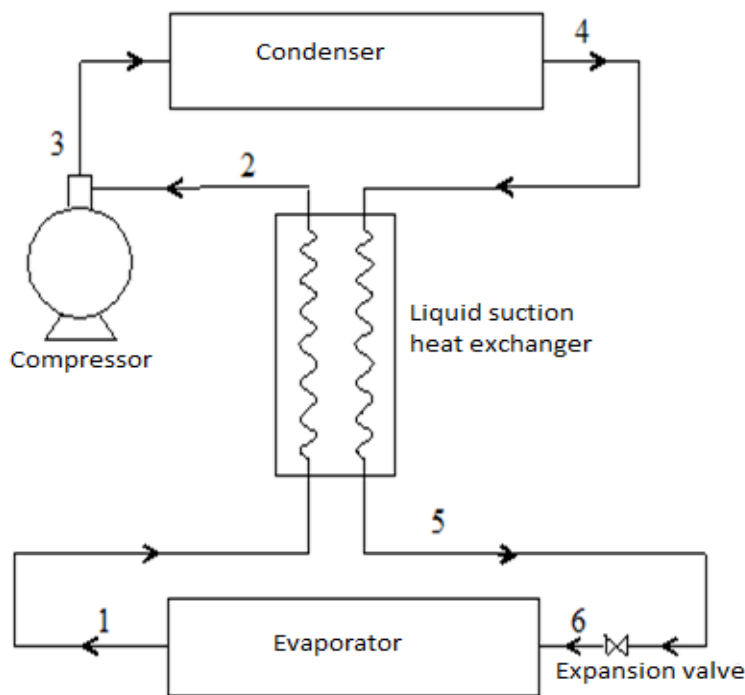 Condenser
4
3
2
Compressor
Liquid suction
heat exchanger
5
1
Evaporator
6
Expansion valve